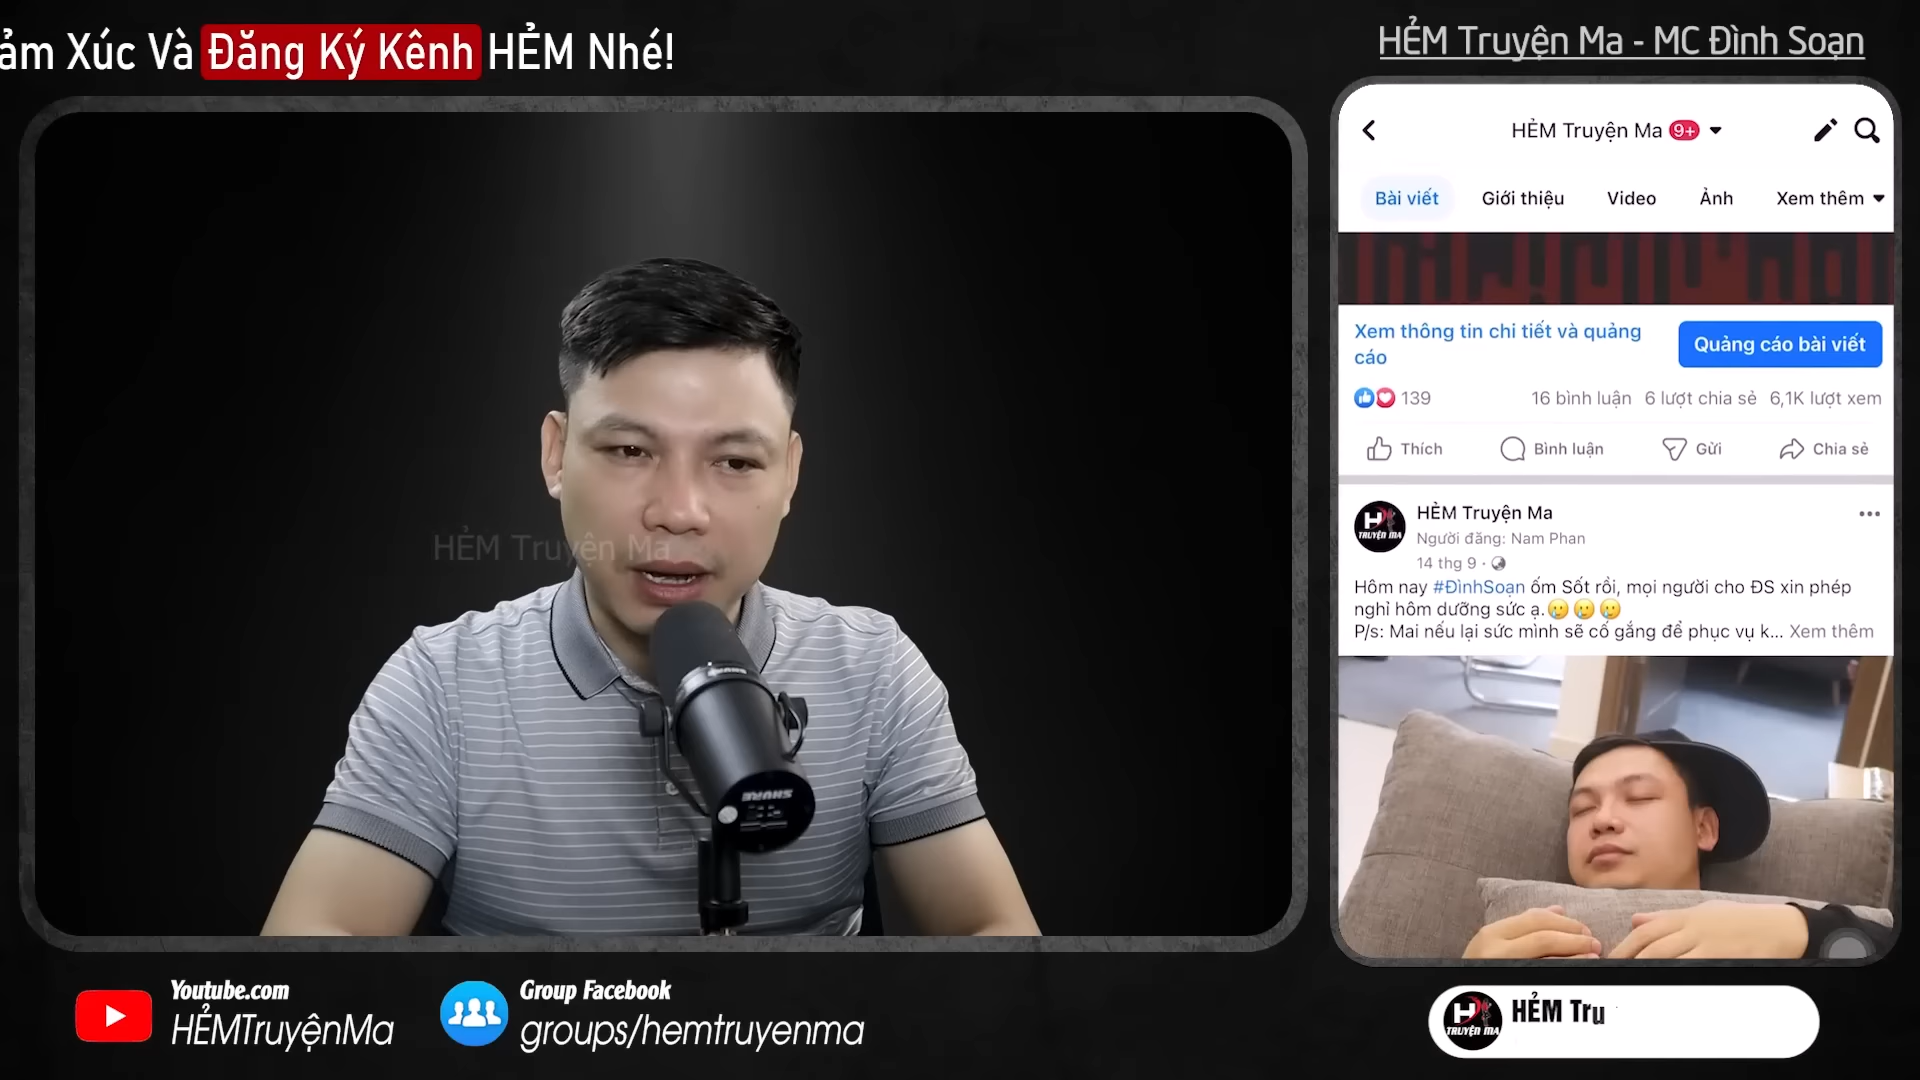 ảm Xúc Và Đăng Ký Kênh HẺM Nhé!
HẺM Truyện Ma - MC Đình Soạn
HẺM Truyện Ma 9+
Bài viết Giới thiệu Video Ảnh Xem thêm
Xem thông tin chi tiết và quảng
cáo
Quảng cáo bài viết
139 16 bình luận 6 lượt chia sẻ 6,1K lượt xem
Thích Bình luận Gửi Chia sẻ
HẺM Truyện Ma
Người đăng: Nam Phan
14 thg 9 ·
Hôm nay #ĐìnhSoạn ốm Sốt rồi, mọi người cho ĐS xin phép
nghỉ hôm dưỡng sức ạ.
P/s: Mai nếu lại sức mình sẽ cố gắng để phục vụ k... Xem thêm
HẺM Truyện Ma
SHURE
Youtube.com
HẺMTruyệnMa
Group Facebook
groups/hemtruyenma
H
TRUYỆN MA
HẺM Tru